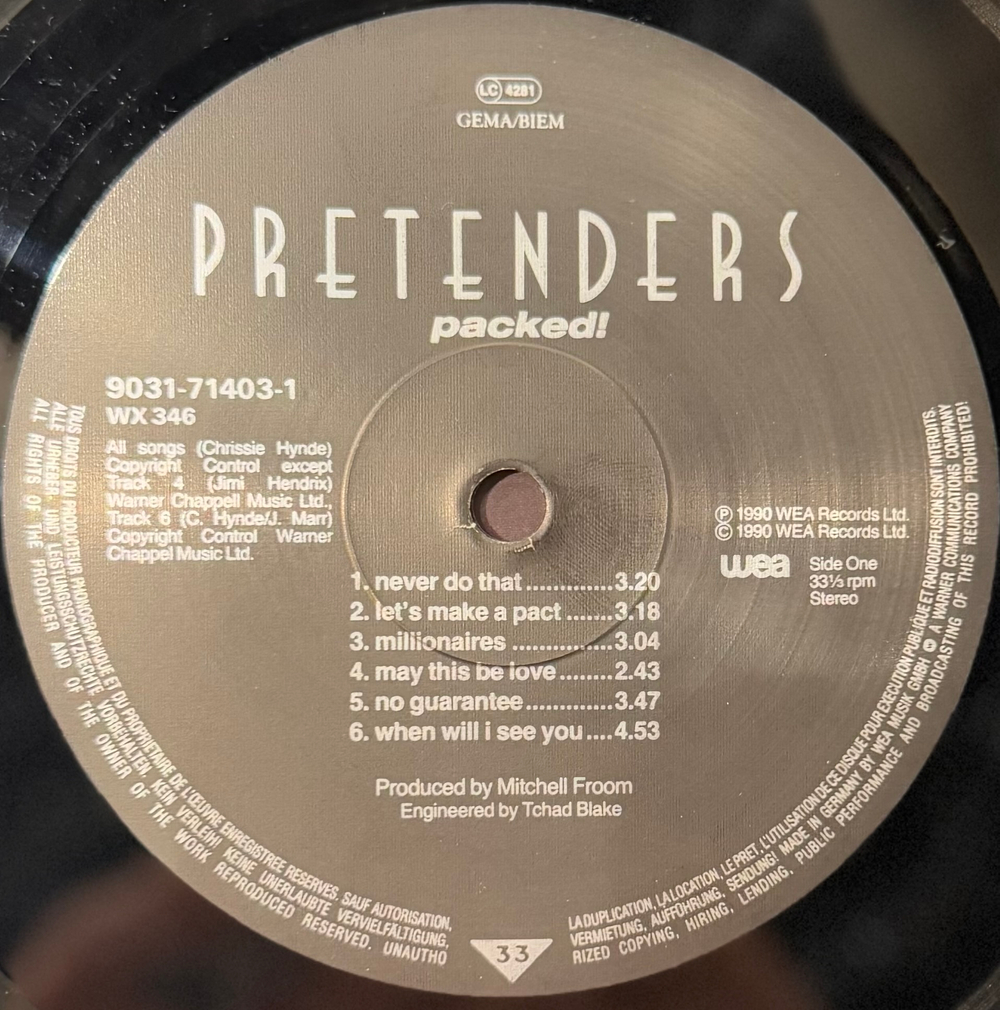 LC 4281
GEMA/BIEM
PRETENDERS
packed!
9031-71403-1
WX 346
All songs (Chrissie Hynde)
Copyright Control except
Track 4 (Jimi Hendrix)
Warner Chappell Music Ltd.,
Track 6 (C. Hynde/J. Marr)
Copyright Control Warner
Chappel Music Ltd.
℗ 1990 WEA Records Ltd.
© 1990 WEA Records Ltd.
wea
Side One
33⅓ rpm
Stereo
1. never do that .............3.20
2. let's make a pact .......3.18
3. millionaires ................3.04
4. may this be love........2.43
5. no guarantee.............3.47
6. when will i see you....4.53
Produced by Mitchell Froom
Engineered by Tchad Blake
TOUS DROITS DU PRODUCTEUR PHONOGRAPHIQUE ET DU PROPRIETAIRE DE L'ŒUVRE ENREGISTREE RESERVES. SAUF AUTORISATION,
LA DUPLICATION, LA LOCATION, LE PRET, L'UTILISATION DE CE DISQUE POUR EXECUTION PUBLIQUE ET RADIODIFFUSION SONT INTERDITS.
ALLE URHEBER UND LEISTUNGSSCHUTZRECHTE VORBEHALTEN. KEIN VERLEIH! KEINE UNERLAUBTE VERVIELFÄLTIGUNG,
VERMIETUNG, AUFFÜHRUNG, SENDUNG! MADE IN GERMANY BY WEA MUSIK GMBH A WARNER COMMUNICATIONS COMPANY
ALL RIGHTS OF THE PRODUCER AND OF THE OWNER OF THE WORK REPRODUCED RESERVED. UNAUTHO
RIZED COPYING, HIRING, LENDING, PUBLIC PERFORMANCE AND BROADCASTING OF THIS RECORD PROHIBITED!
33